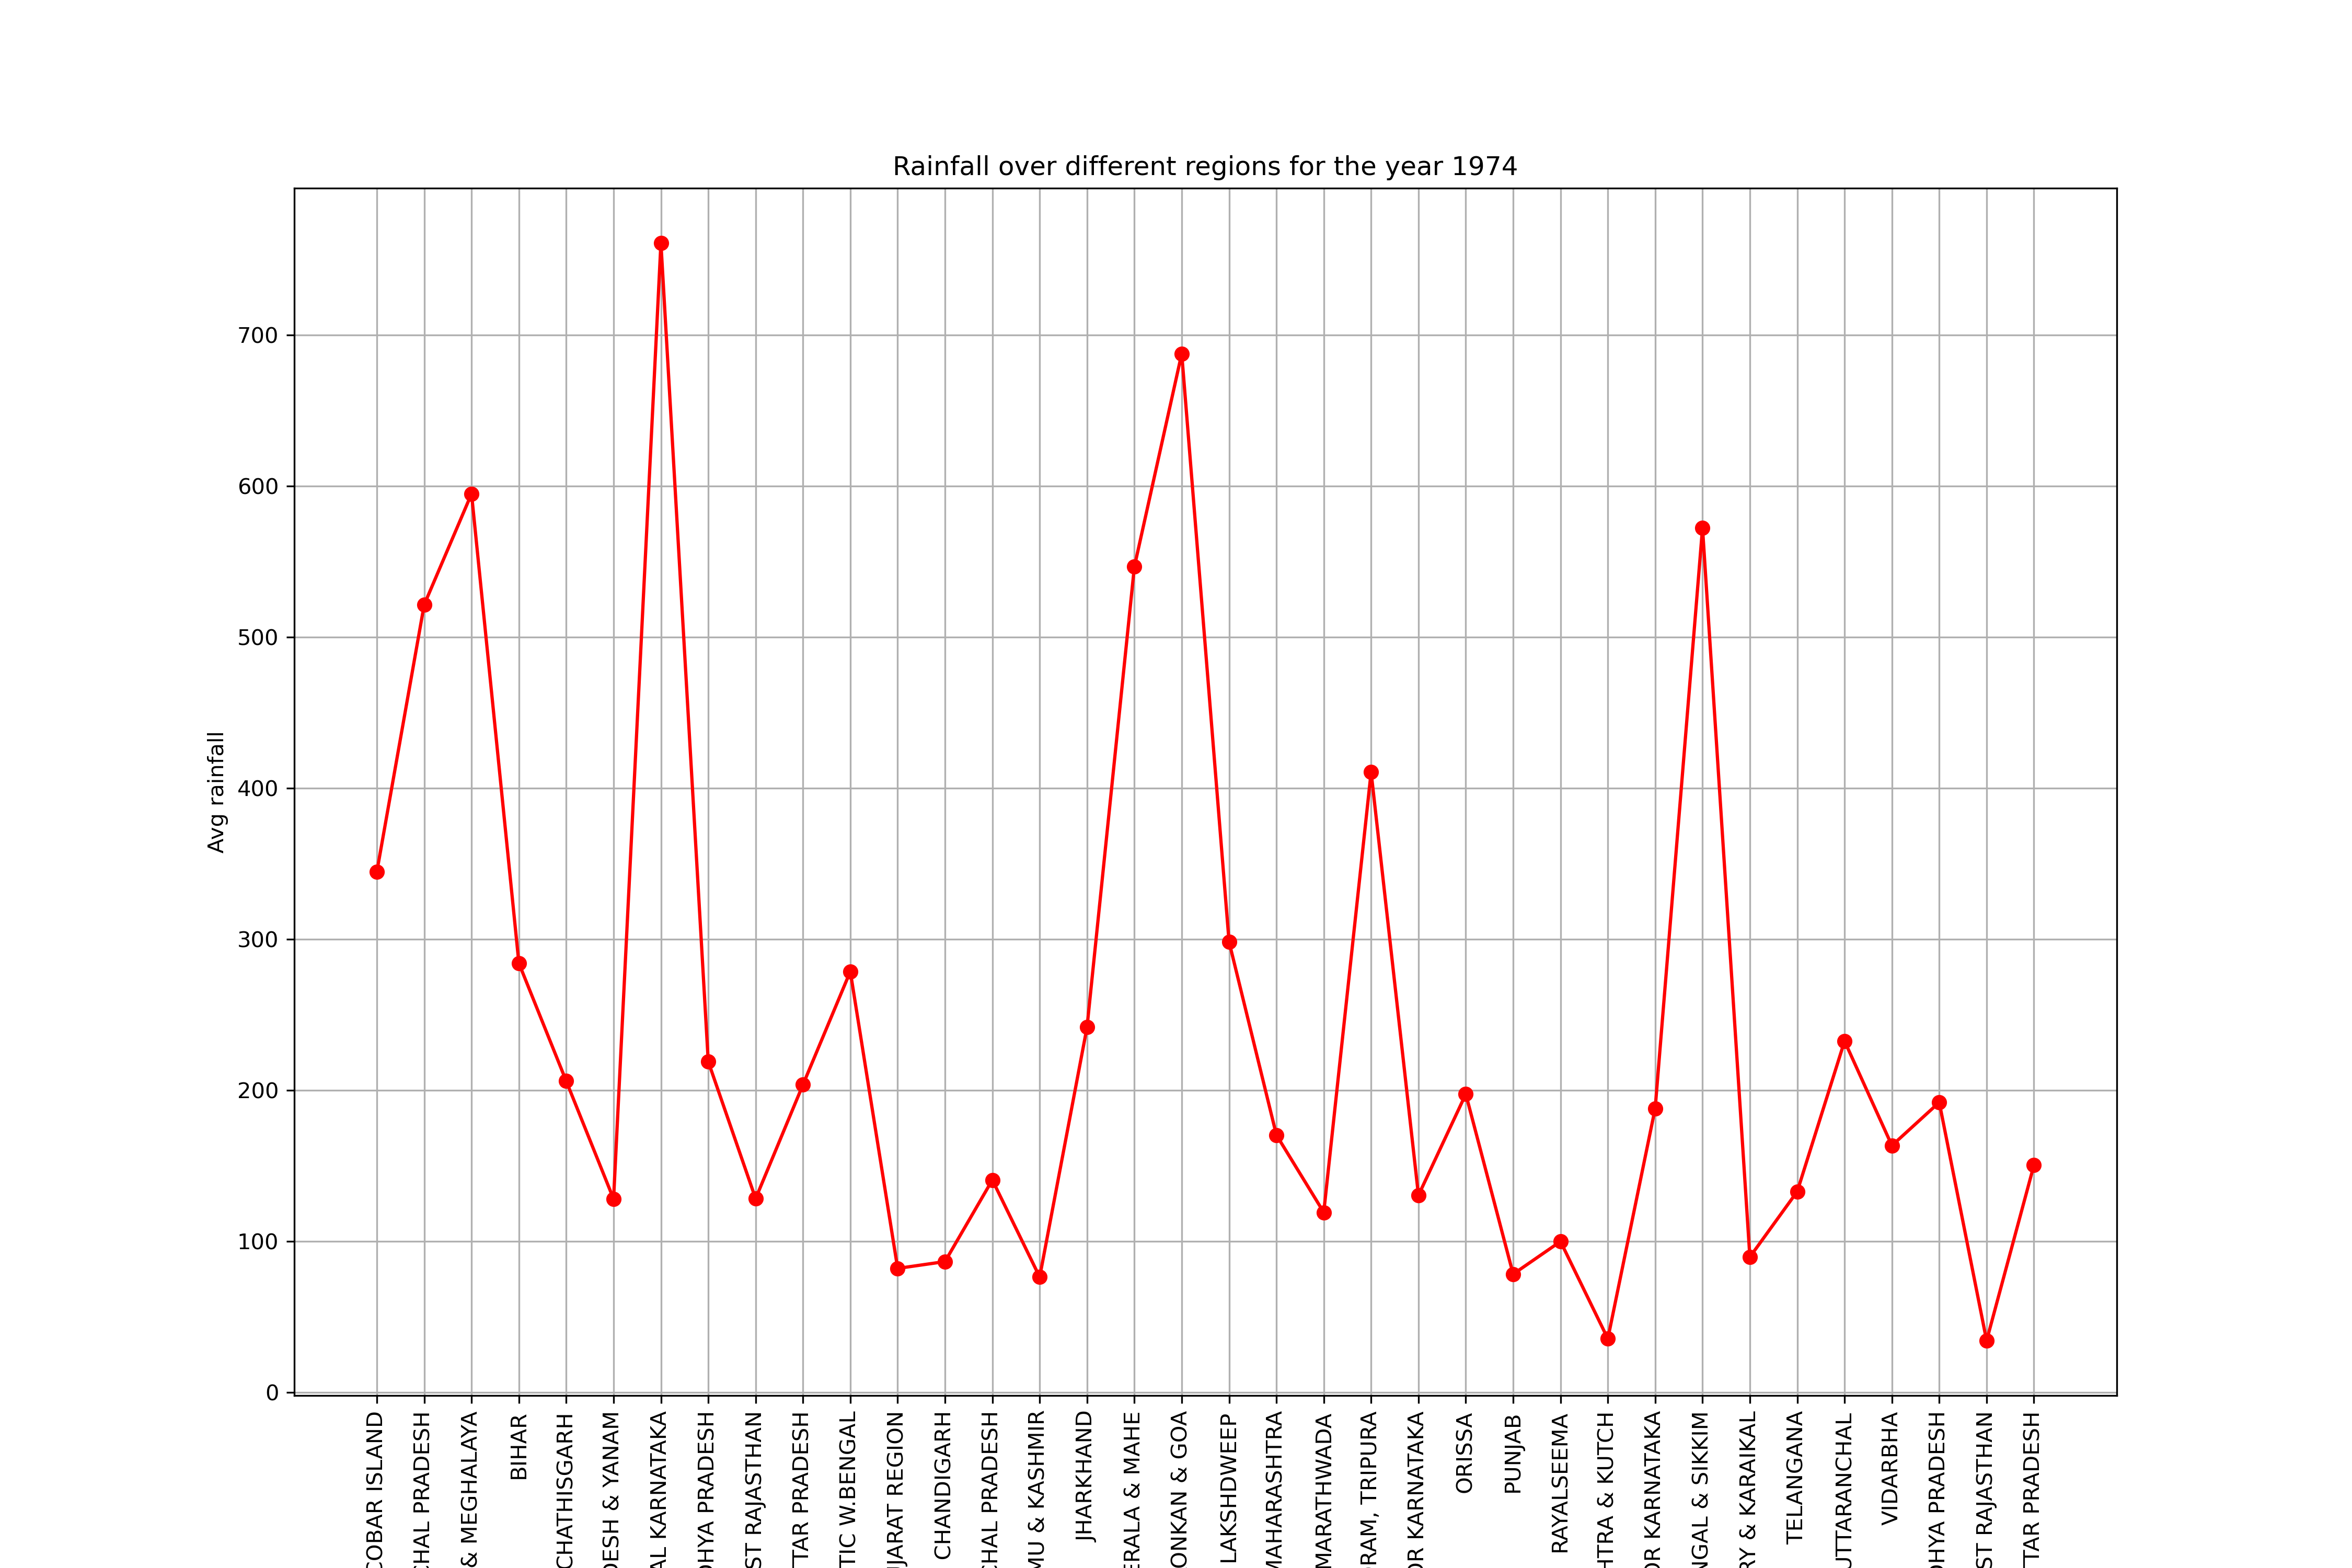 Rainfall over different regions for the year 1974
Avg rainfall
700
600
500
400
300
200
100
0
COBAR ISLAND
CHAL PRADESH
& MEGHALAYA
BIHAR
CHATHISGARH
DESH & YANAM
AL KARNATAKA
DHYA PRADESH
ST RAJASTHAN
TTAR PRADESH
TIC W.BENGAL
JARAT REGION
CHANDIGARH
CHAL PRADESH
MU & KASHMIR
JHARKHAND
ERALA & MAHE
ONKAN & GOA
LAKSHDWEEP
MAHARASHTRA
MARATHWADA
RAM, TRIPURA
OR KARNATAKA
ORISSA
PUNJAB
RAYALSEEMA
HTRA & KUTCH
OR KARNATAKA
NGAL & SIKKIM
RY & KARAIKAL
TELANGANA
UTTARANCHAL
VIDARBHA
DHYA PRADESH
ST RAJASTHAN
TTAR PRADESH